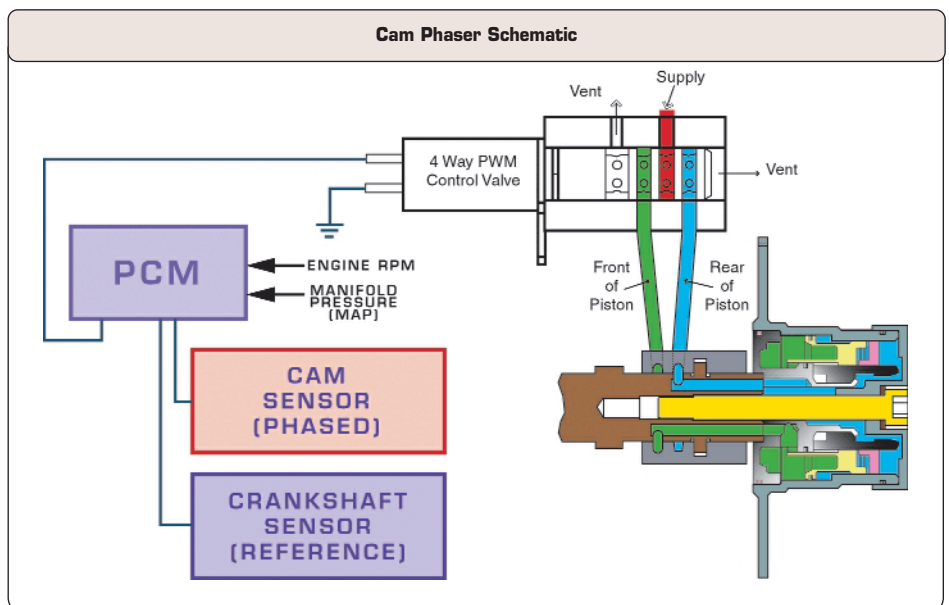 Cam Phaser Schematic
Supply
Vent
4 Way PWM
Control Valve
Vent
PCM
ENGINE RPM
MANIFOLD
PRESSURE
(MAP)
Front
of
Piston
Rear
of
Piston
CAM
SENSOR
(PHASED)
CRANKSHAFT
SENSOR
(REFERENCE)